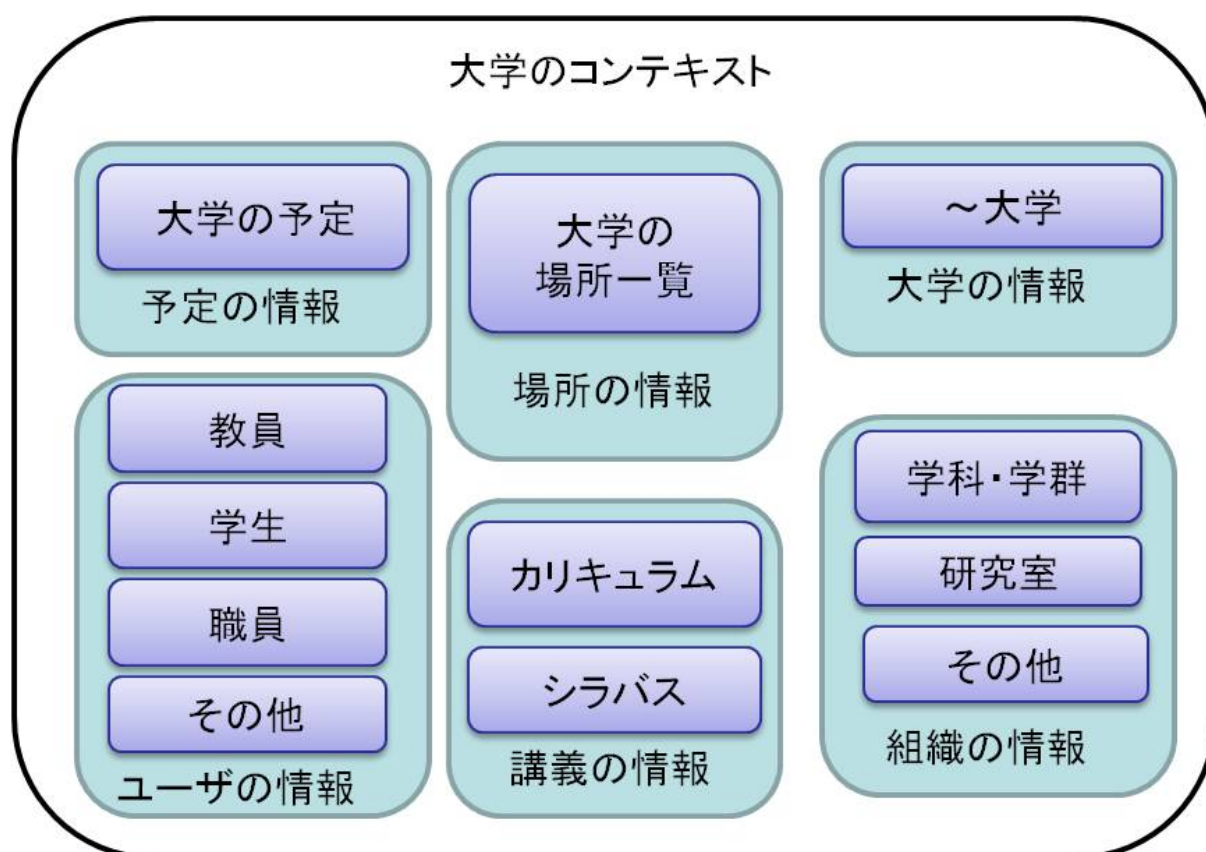 大学のコンテキスト
大学の予定
予定の情報
大学の
場所一覧
場所の情報
～大学
大学の情報
教員
学生
職員
その他
ユーザの情報
カリキュラム
シラバス
講義の情報
学科・学群
研究室
その他
組織の情報